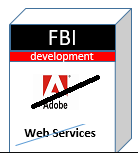 FBI
development
Adobe
Web Services